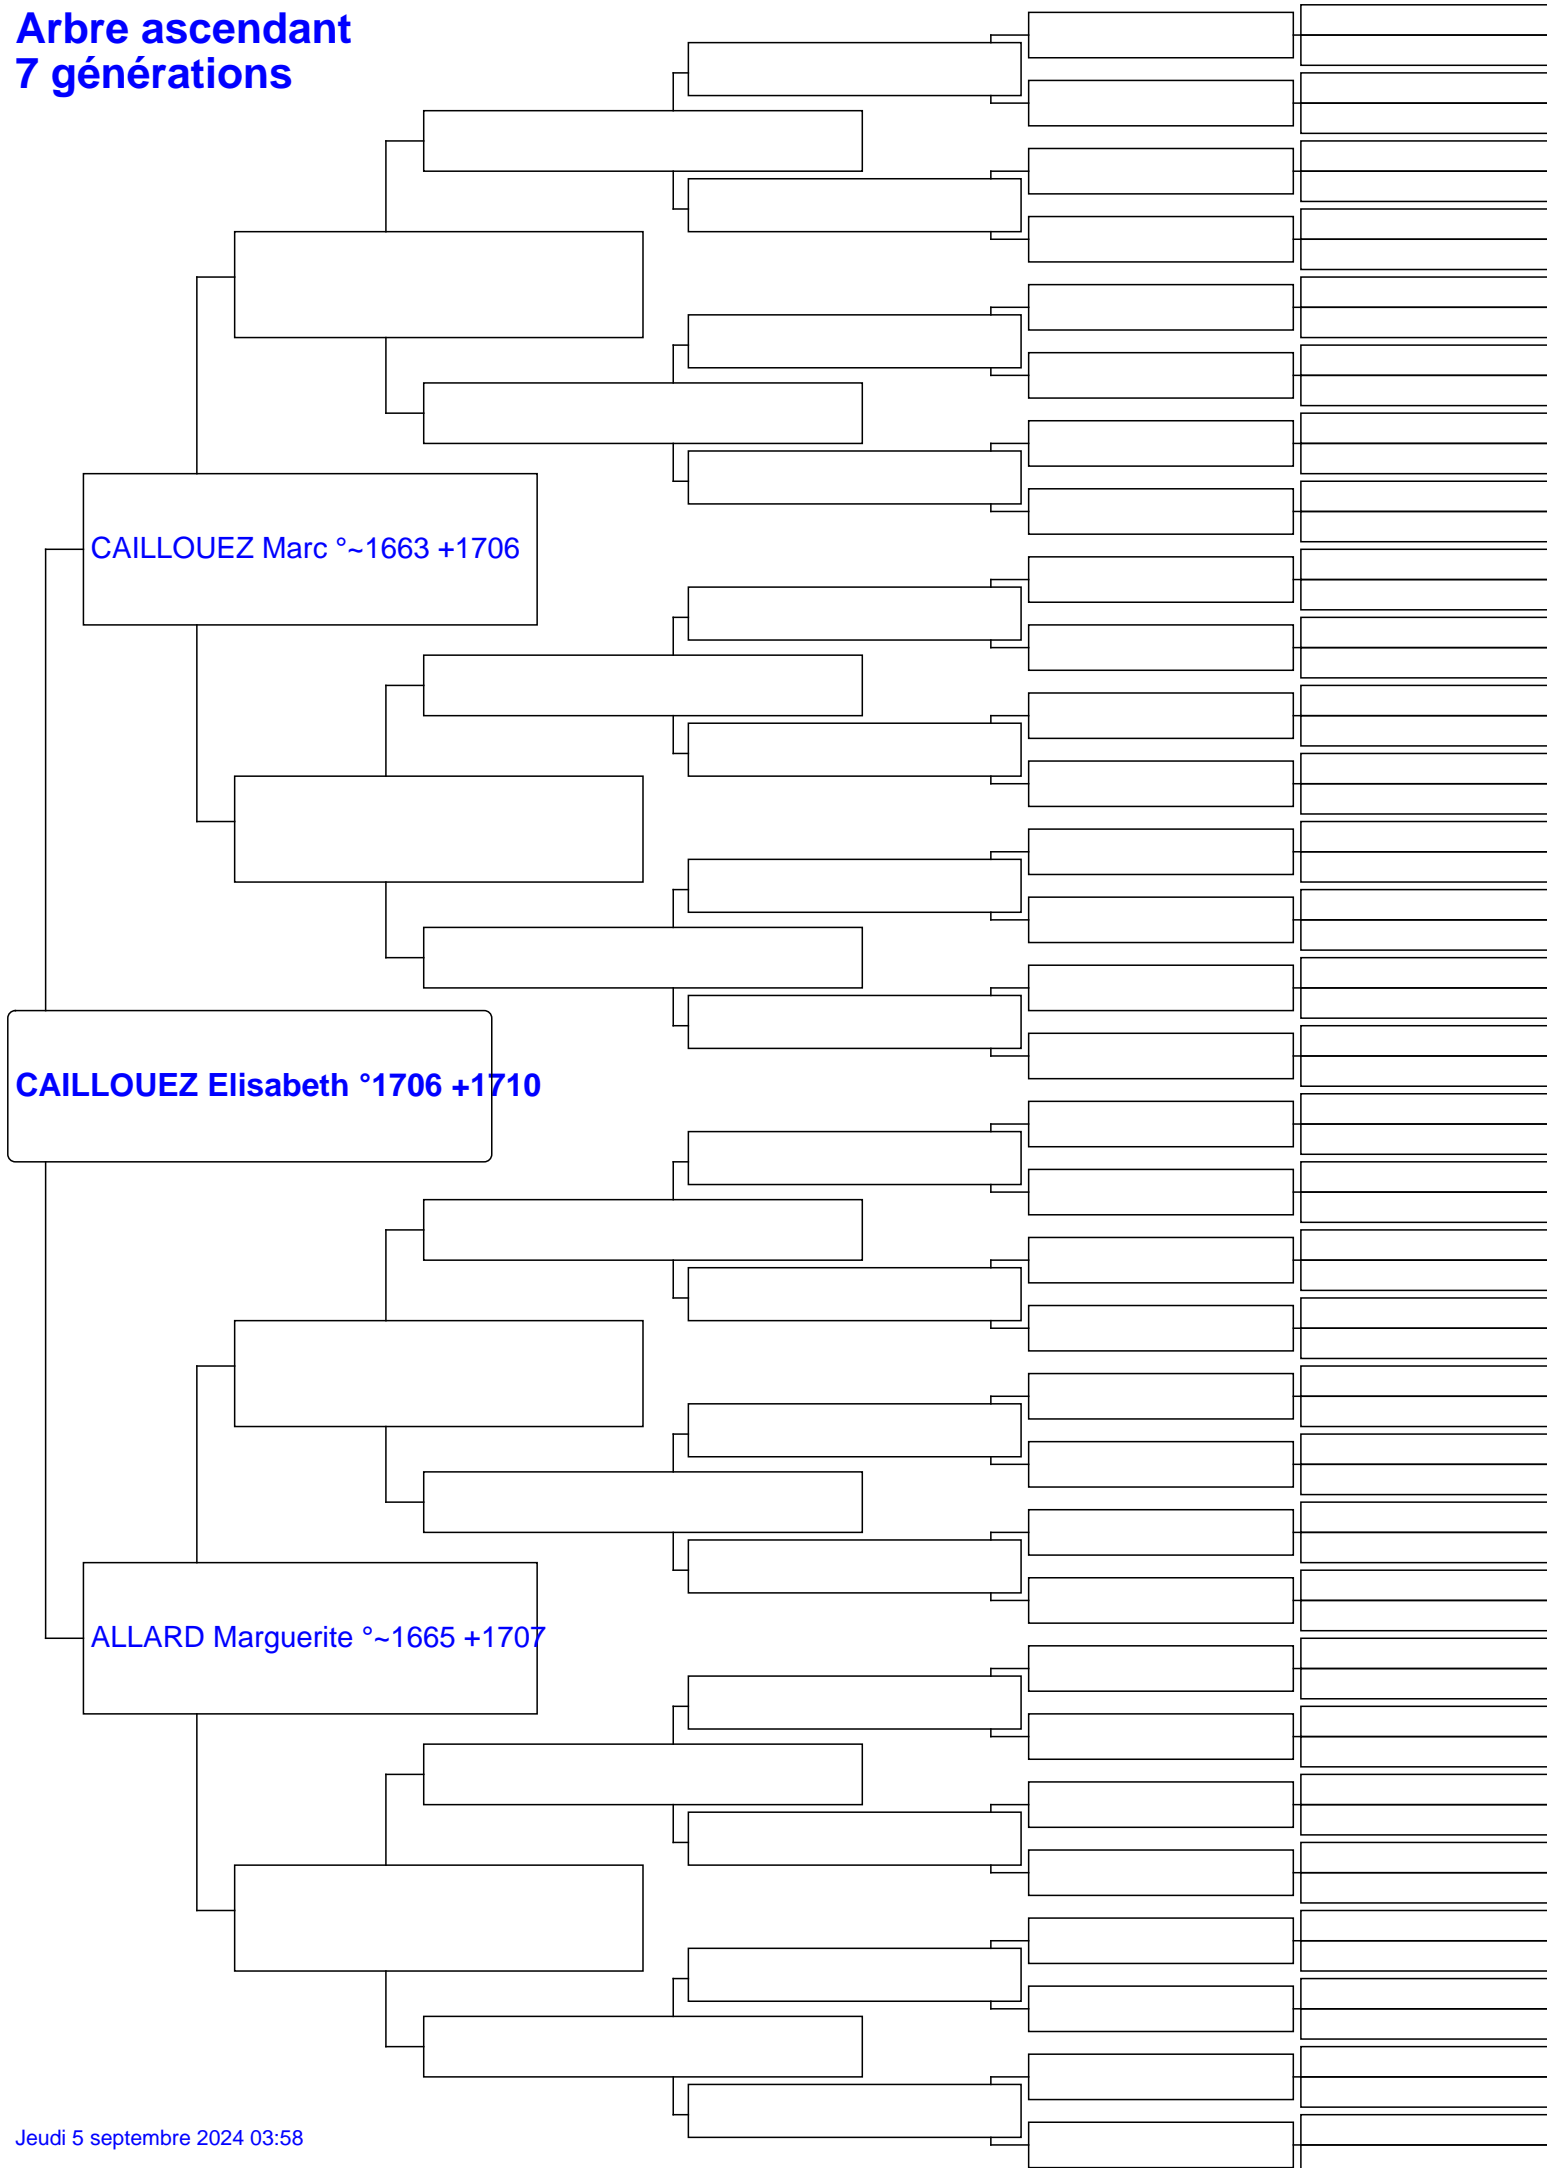 Arbre ascendant
7 générations
CAILLOUEZ Marc °~1663 +1706
CAILLOUEZ Elisabeth °1706 +1710
ALLARD Marguerite °~1665 +1707
Jeudi 5 septembre 2024 03:58